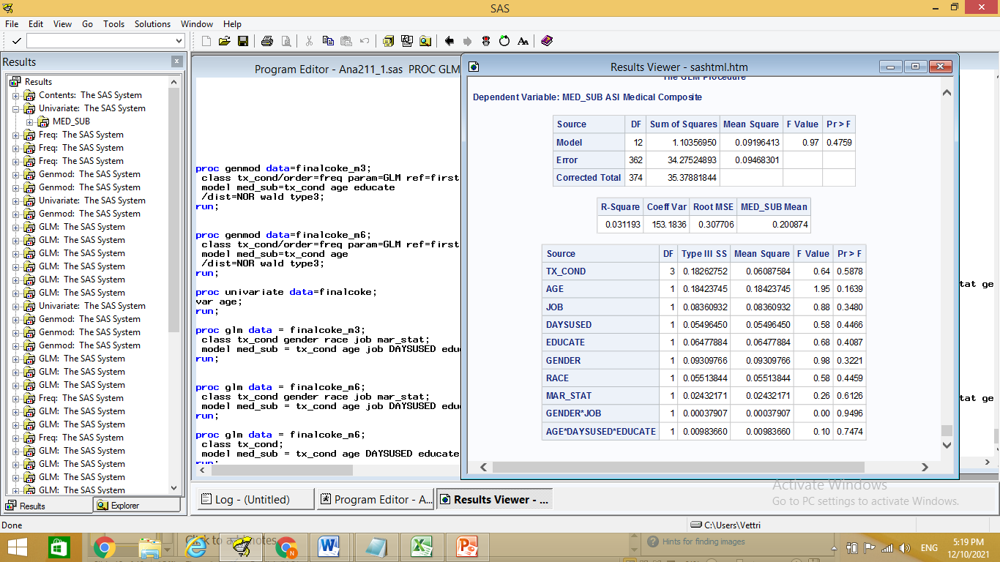 SAS
File Edit View Go Tools Solutions Window Help
Results
Results
Contents: The SAS System
Univariate: The SAS System
MED_SUB
Freq: The SAS System
Freq: The SAS System
Freq: The SAS System
Genmod: The SAS System
Genmod: The SAS System
Univariate: The SAS System
Genmod: The SAS System
GLM: The SAS System
GLM: The SAS System
GLM: The SAS System
GLM: The SAS System
GLM: The SAS System
GLM: The SAS System
Univariate: The SAS System
Genmod: The SAS System
Genmod: The SAS System
Genmod: The SAS System
GLM: The SAS System
GLM: The SAS System
GLM: The SAS System
Freq: The SAS System
GLM: The SAS System
GLM: The SAS System
Freq: The SAS System
GLM: The SAS System
GLM: The SAS System
GLM: The SAS System
GLM: The SAS System
Results Explorer
Program Editor - Ana211_1.sas PROC GLM
proc genmod data=finalcoke_m3;
class tx_cond/order=freq param=GLM ref=first
model med_sub=tx_cond age educate
/dist=NOR wald type3;
run;
proc genmod data=finalcoke_m6;
class tx_cond/order=freq param=GLM ref=first
model med_sub=tx_cond age
/dist=NOR wald type3;
run;
proc univariate data=finalcoke;
var age;
run;
proc glm data = finalcoke_m3;
class tx_cond gender race job mar_stat;
model med_sub = tx_cond age job DAYSUSED edu
run;
proc glm data = finalcoke_m6;
class tx_cond gender race job mar_stat;
model med_sub = tx_cond age job DAYSUSED edu
run;
proc glm data = finalcoke_m6;
class tx_cond;
model med_sub = tx_cond age DAYSUSED educate
run;
tat ge
tat ge
Results Viewer - sashtml.htm
The GLM Procedure
Dependent Variable: MED_SUB ASI Medical Composite
Source DF Sum of Squares Mean Square F Value Pr > F
Model 12 1.10356950 0.09196413 0.97 0.4759
Error 362 34.27524893 0.09468301
Corrected Total 374 35.37881844
R-Square Coeff Var Root MSE MED_SUB Mean
0.031193 153.1836 0.307706 0.200874
Source DF Type III SS Mean Square F Value Pr > F
TX_COND 3 0.18262752 0.06087584 0.64 0.5878
AGE 1 0.18423745 0.18423745 1.95 0.1639
JOB 1 0.08360932 0.08360932 0.88 0.3480
DAYSUSED 1 0.05496450 0.05496450 0.58 0.4466
EDUCATE 1 0.06477884 0.06477884 0.68 0.4087
GENDER 1 0.09309766 0.09309766 0.98 0.3221
RACE 1 0.05513844 0.05513844 0.58 0.4459
MAR_STAT 1 0.02432171 0.02432171 0.26 0.6126
GENDER*JOB 1 0.00037907 0.00037907 0.00 0.9496
AGE*DAYSUSED*EDUCATE 1 0.00983660 0.00983660 0.10 0.7474
Log - (Untitled) Program Editor - A... Results Viewer - ...
Activate Windows
Go to PC settings to activate Windows.
Done
C:\Users\Vettri
Click to add notes
Hints for finding images
ENG
5:19 PM
12/10/2021